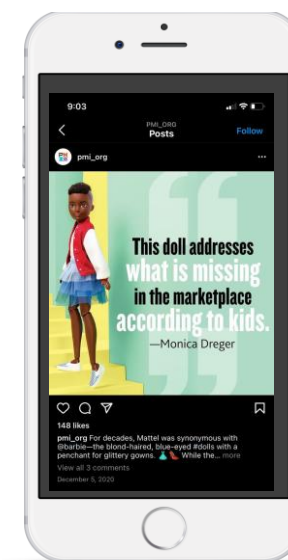 9:03
PMI_ORG
Posts
Follow
pmi_org
This doll addresses
what is missing
in the marketplace
according to kids.
—Monica Dreger
148 likes
pmi_org For decades, Mattel was synonymous with
@barbie—the blond-haired, blue-eyed #dolls with a
penchant for glittery gowns. 👗👠 While the... more
View all 3 comments
December 5, 2020